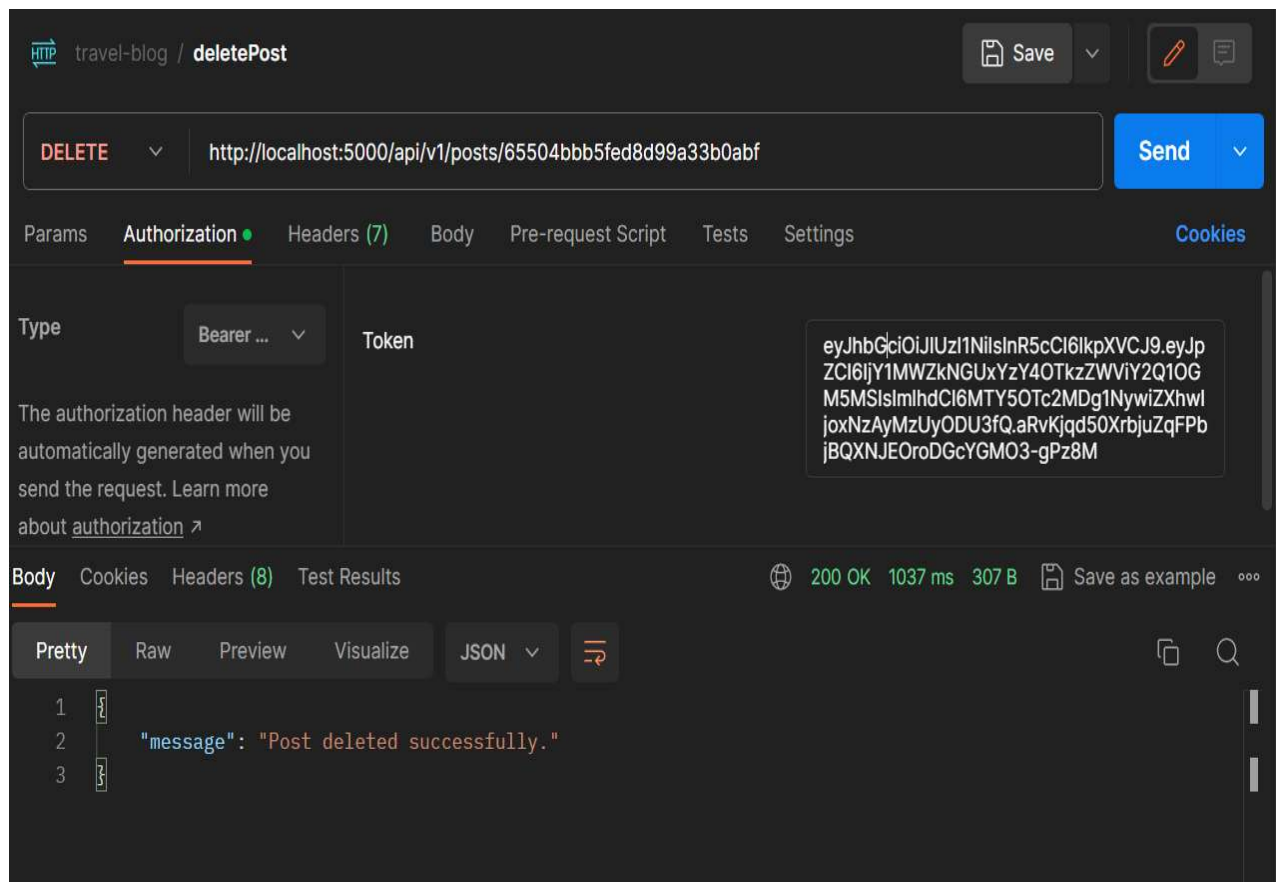 HTTP travel-blog / deletePost
Save
DELETE http://localhost:5000/api/v1/posts/65504bbb5fed8d99a33b0abf
Send
Params Authorization Headers (7) Body Pre-request Script Tests Settings Cookies
Type
Bearer ...
Token
eyJhbGciOiJIUzI1NiIsInR5cCI6IkpXVCJ9.eyJp
ZCI6IjY1MWZkNGUxYzY4OTkzZWViY2Q1OG
M5MSIsImlhdCI6MTY5OTc2MDg1NywiZXhwI
joxNzAyMzUyODU3fQ.aRvKjqd50XrbjuZqFPb
jBQXNJEOroDGcYGMO3-gPz8M
The authorization header will be
automatically generated when you
send the request. Learn more
about authorization ↗
Body Cookies Headers (8) Test Results
200 OK 1037 ms 307 B Save as example
Pretty Raw Preview Visualize JSON
1 {
2 "message": "Post deleted successfully."
3 }